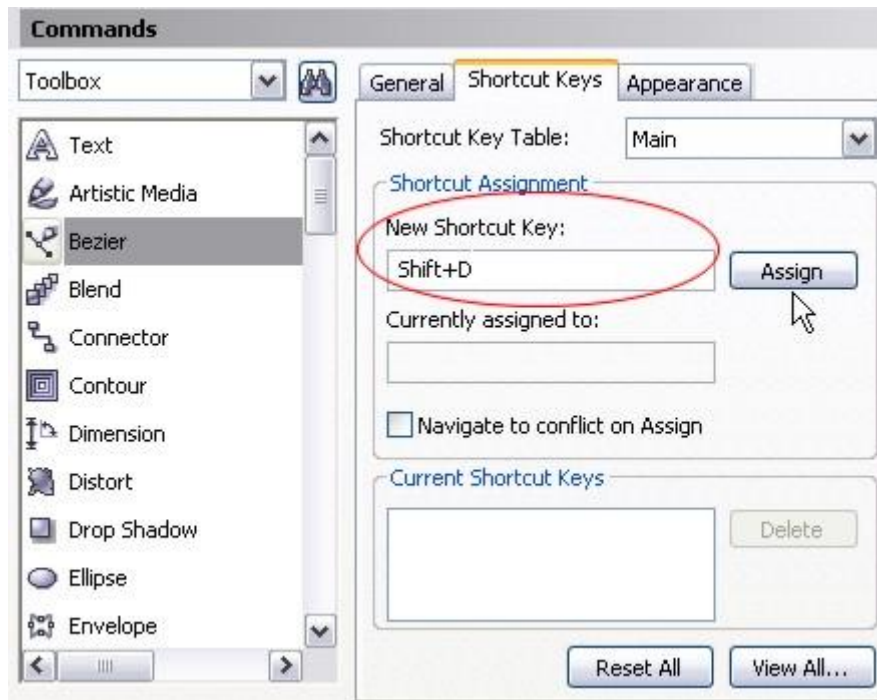 Commands
Toolbox
General
Shortcut Keys
Appearance
Text
Artistic Media
Bezier
Blend
Connector
Contour
Dimension
Distort
Drop Shadow
Ellipse
Envelope
Shortcut Key Table:
Main
Shortcut Assignment
New Shortcut Key:
Shift+D
Assign
Currently assigned to:
Navigate to conflict on Assign
Current Shortcut Keys
Delete
Reset All
View All...